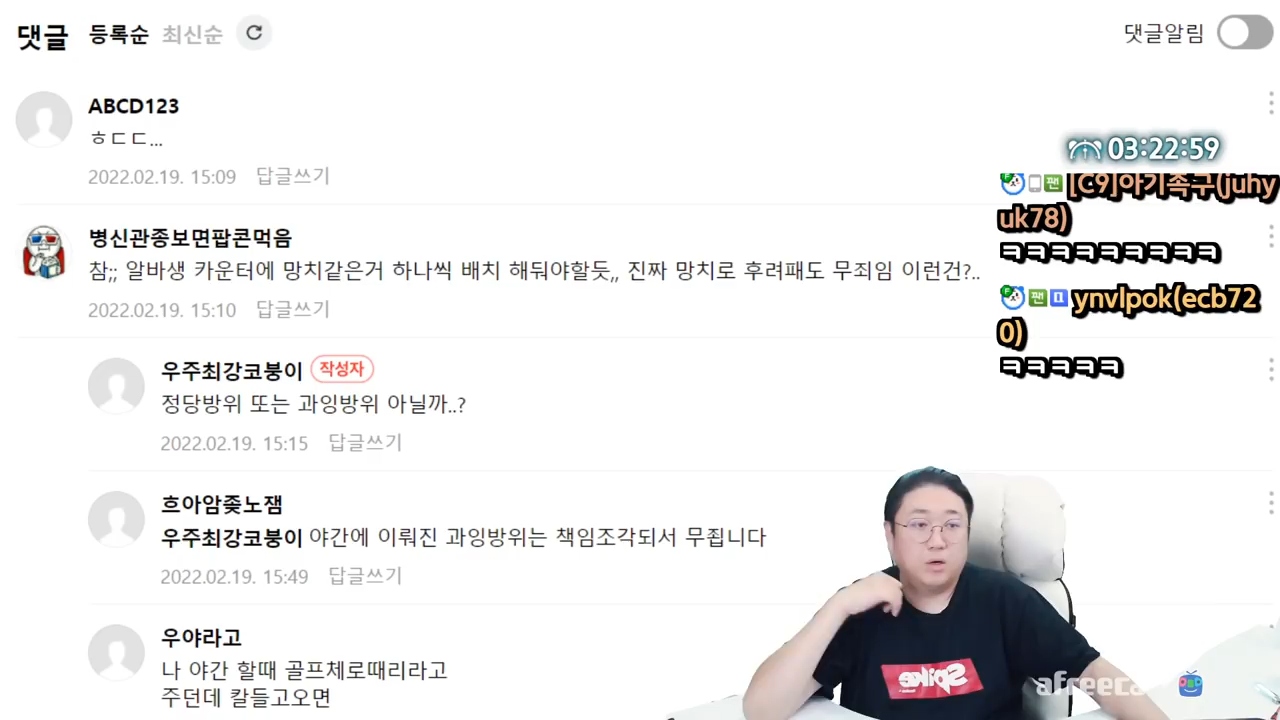 댓글 등록순 최신순
댓글알림
ABCD123
ㅎㄷㄷ...
2022.02.19. 15:09 답글쓰기
03:22:59
[C9]아기족구(juhy
uk78)
ㅋㅋㅋㅋㅋㅋㅋㅋㅋ
병신관종보면팝콘먹음
참;; 알바생 카운터에 망치같은거 하나씩 배치 해둬야할듯,, 진짜 망치로 후려패도 무죄임 이런건?..
2022.02.19. 15:10 답글쓰기
팬 ynvlpok(ecb72
0)
ㅋㅋㅋㅋㅋ
우주최강코붕이 작성자
정당방위 또는 과잉방위 아닐까..?
2022.02.19. 15:15 답글쓰기
흐아암좆노잼
우주최강코붕이 야간에 이뤄진 과잉방위는 책임조각되서 무죕니다
2022.02.19. 15:49 답글쓰기
우야라고
나 야간 할때 골프체로때리라고
주던데 칼들고오면
Spike